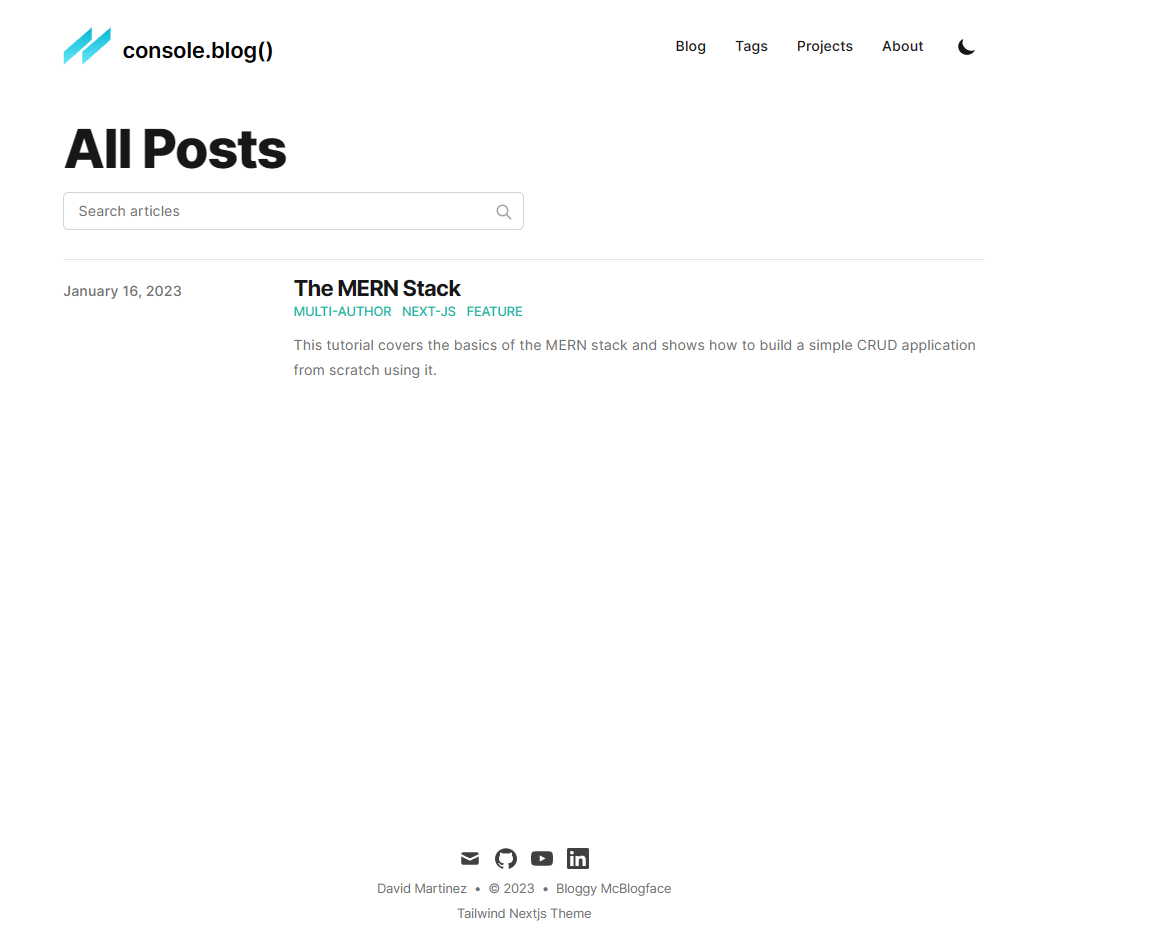 console.blog()
Blog Tags Projects About
All Posts
Search articles
January 16, 2023
The MERN Stack
MULTI-AUTHOR NEXT-JS FEATURE
This tutorial covers the basics of the MERN stack and shows how to build a simple CRUD application
from scratch using it.
in
David Martinez • © 2023 • Bloggy McBlogface
Tailwind Nextjs Theme